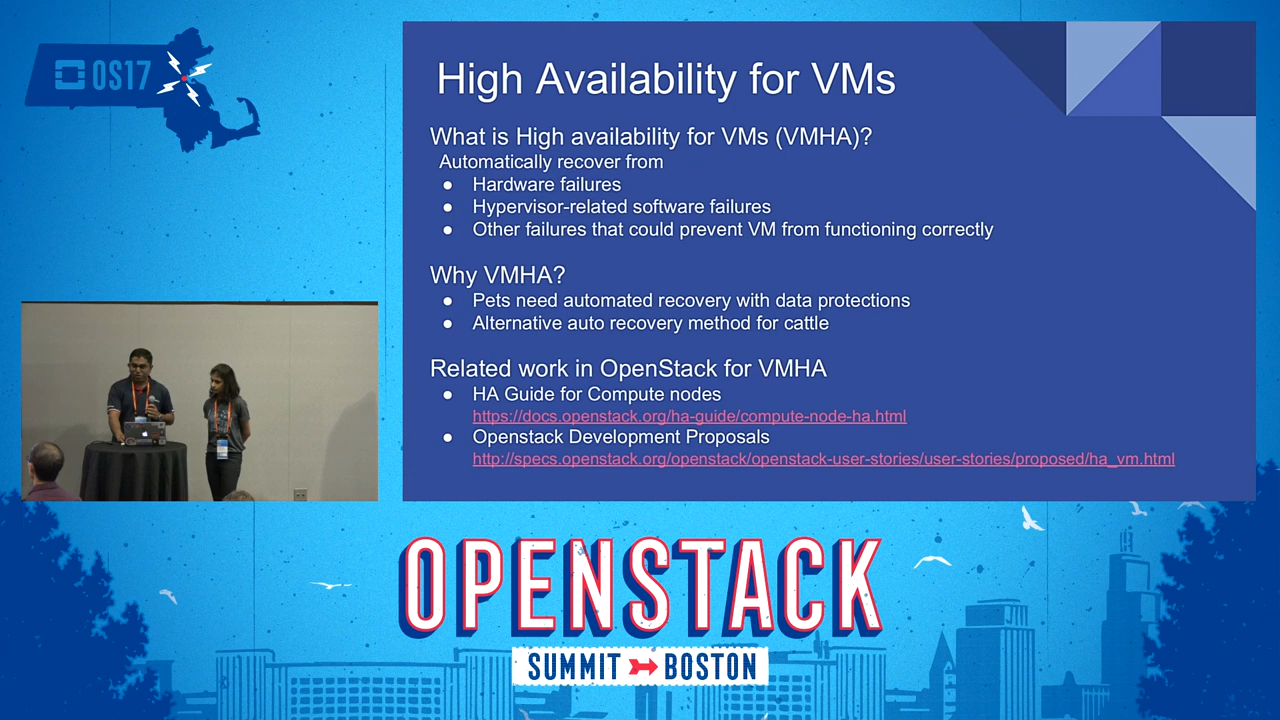 OS17
High Availability for VMs
What is High availability for VMs (VMHA)?
Automatically recover from
● Hardware failures
● Hypervisor-related software failures
● Other failures that could prevent VM from functioning correctly
Why VMHA?
● Pets need automated recovery with data protections
● Alternative auto recovery method for cattle
Related work in OpenStack for VMHA
● HA Guide for Compute nodes
https://docs.openstack.org/ha-guide/compute-node-ha.html
● Openstack Development Proposals
http://specs.openstack.org/openstack/openstack-user-stories/user-stories/proposed/ha_vm.html
OPENSTACK
SUMMIT BOSTON